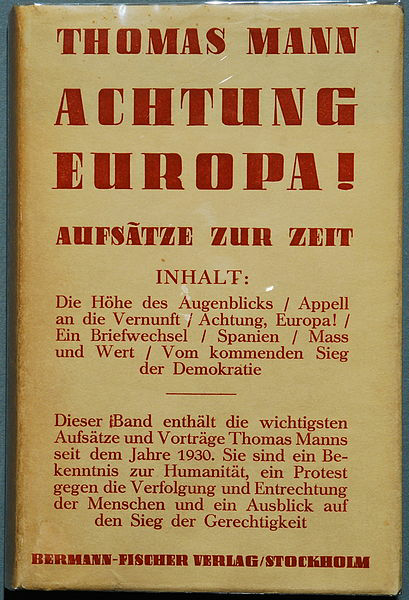 THOMAS MANN
ACHTUNG
EUROPA!
AUFSÄTZE ZUR ZEIT
INHALT:
Die Höhe des Augenblicks / Appell
an die Vernunft / Achtung, Europa! /
Ein Briefwechsel / Spanien / Mass
und Wert / Vom kommenden Sieg
der Demokratie
Dieser Band enthält die wichtigsten
Aufsätze und Vorträge Thomas Manns
seit dem Jahre 1930. Sie sind ein Be-
kenntnis zur Humanität, ein Protest
gegen die Verfolgung und Entrechtung
der Menschen und ein Ausblick auf
den Sieg der Gerechtigkeit
BERMANN-FISCHER VERLAG/STOCKHOLM